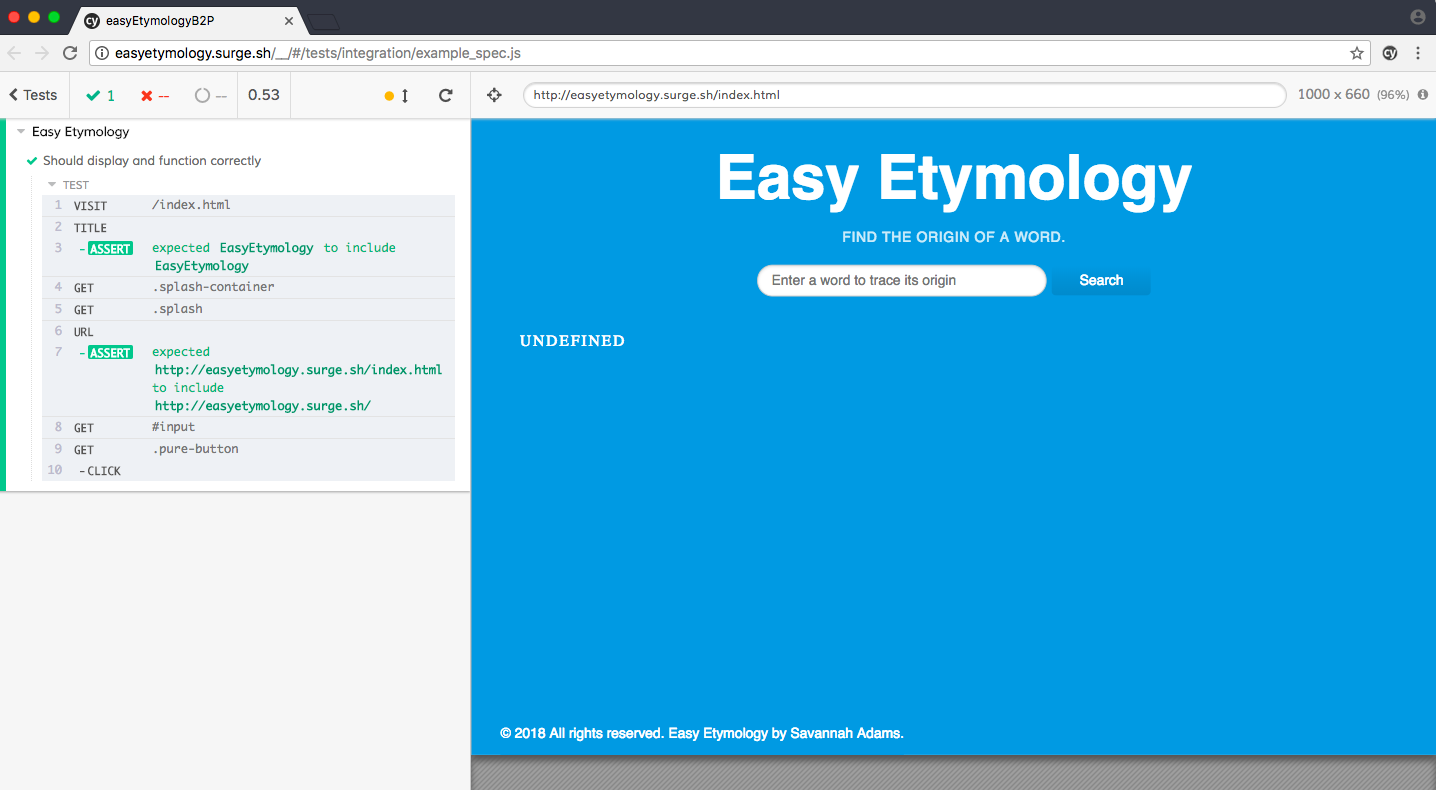 easyEtymologyB2P
easyetymology.surge.sh/__/#/tests/integration/example_spec.js
Tests 1 -- -- 0.53
http://easyetymology.surge.sh/index.html 1000 x 660 (96%)
Easy Etymology
Should display and function correctly
TEST
1 VISIT /index.html
2 TITLE
3 -ASSERT expected EasyEtymology to include
EasyEtymology
4 GET .splash-container
5 GET .splash
6 URL
7 -ASSERT expected
http://easyetymology.surge.sh/index.html
to include
http://easyetymology.surge.sh/
8 GET #input
9 GET .pure-button
10 -CLICK
Easy Etymology
FIND THE ORIGIN OF A WORD.
Enter a word to trace its origin Search
UNDEFINED
© 2018 All rights reserved. Easy Etymology by Savannah Adams.